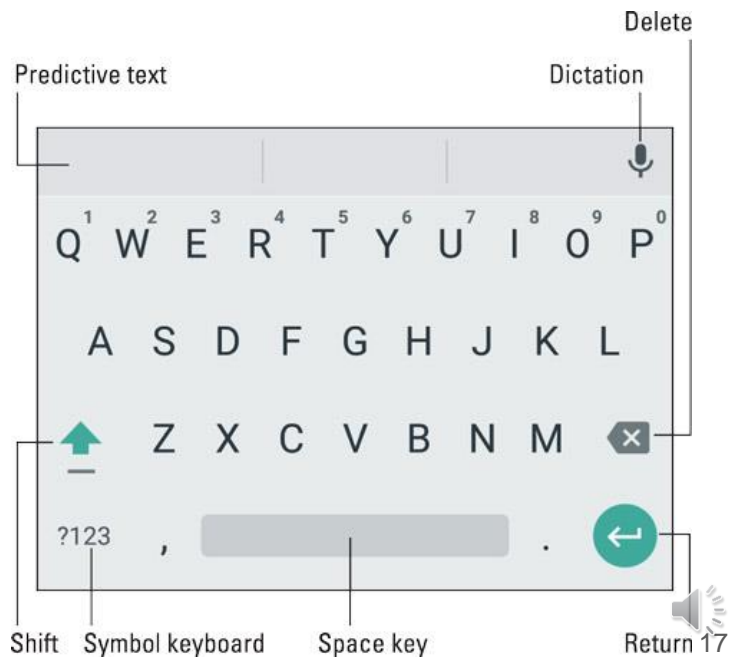 Delete
Predictive text Dictation
1 2 3 4 5 6 7 8 9 0
Q W E R T Y U I O P
A S D F G H J K L
Z X C V B N M
?123 , .
Shift Symbol keyboard Space key Return 17